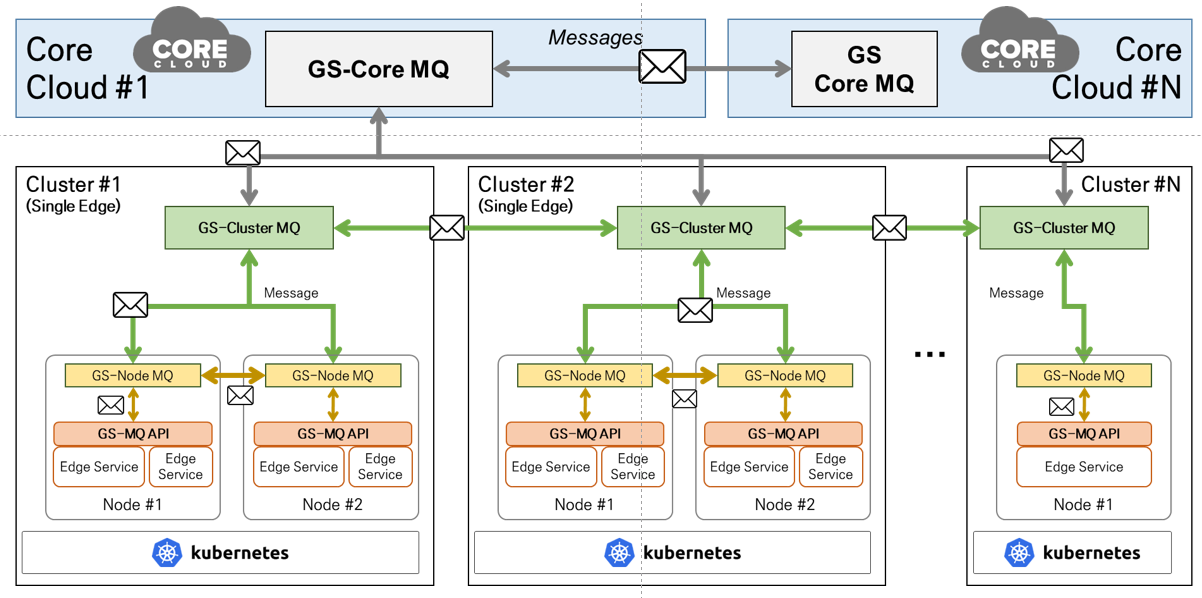 Core
Cloud #1
CORE
CLOUD
GS-Core MQ
Messages
GS
Core MQ
CORE
CLOUD
Core
Cloud #N
Cluster #1
(Single Edge)
GS-Cluster MQ
Message
GS-Node MQ
GS-Node MQ
GS-MQ API
GS-MQ API
Edge Service
Edge
Service
Edge Service
Edge
Service
Node #1
Node #2
kubernetes
Cluster #2
(Single Edge)
GS-Cluster MQ
Message
GS-Node MQ
GS-Node MQ
GS-MQ API
GS-MQ API
Edge Service
Edge
Service
Edge Service
Edge
Service
Node #1
Node #2
kubernetes
...
Cluster #N
GS-Cluster MQ
Message
GS-Node MQ
GS-MQ API
Edge Service
Node #1
kubernetes